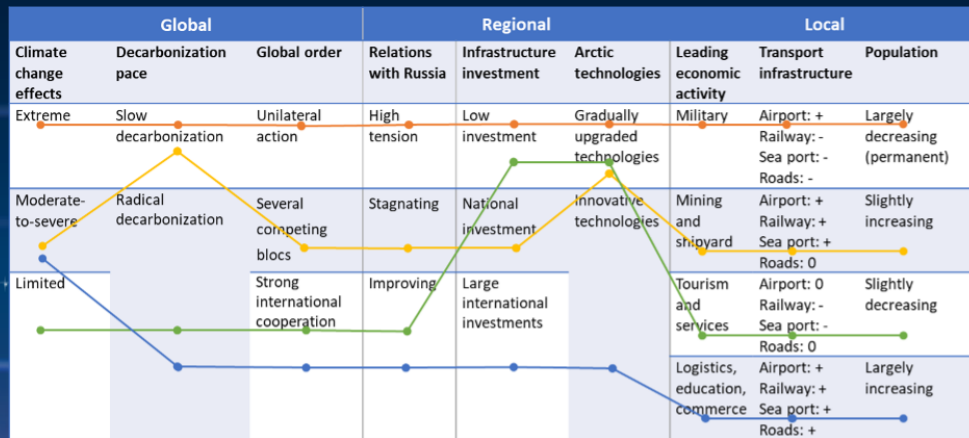 Global
Regional
Local
Climate
change
effects
Decarbonization
pace
Global order
Relations
with Russia
Infrastructure
investment
Arctic
technologies
Leading
economic
activity
Transport
infrastructure
Population
Extreme
Slow
decarbonization
Unilateral
action
High
tension
Low
investment
Gradually
upgraded
technologies
Military
Airport: +
Railway: -
Sea port: -
Roads: -
Largely
decreasing
(permanent)
Moderate-
to-severe
Radical
decarbonization
Several
competing
blocs
Stagnating
National
investment
Innovative
technologies
Mining
and
shipyard
Airport: +
Railway: +
Sea port: +
Roads: 0
Slightly
increasing
Limited
Strong
international
cooperation
Improving
Large
international
investments
Tourism
and
services
Airport: 0
Railway: -
Sea port: -
Roads: 0
Slightly
decreasing
Logistics,
education,
commerce
Airport: +
Railway: +
Sea port: +
Roads: +
Largely
increasing